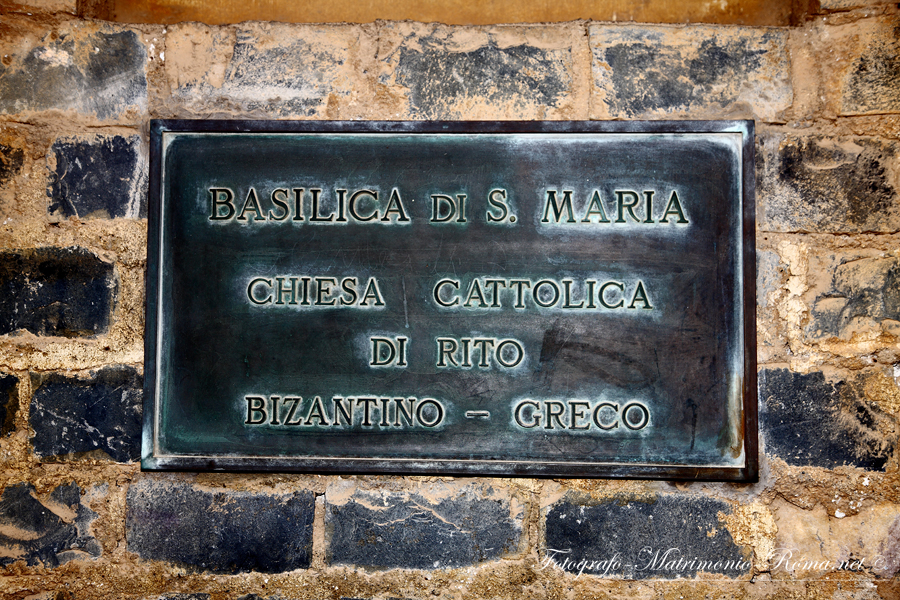 BASILICA DI S. MARIA
CHIESA CATTOLICA
DI RITO
BIZANTINO – GRECO
Fotografo-Matrimonio-Roma.net ©